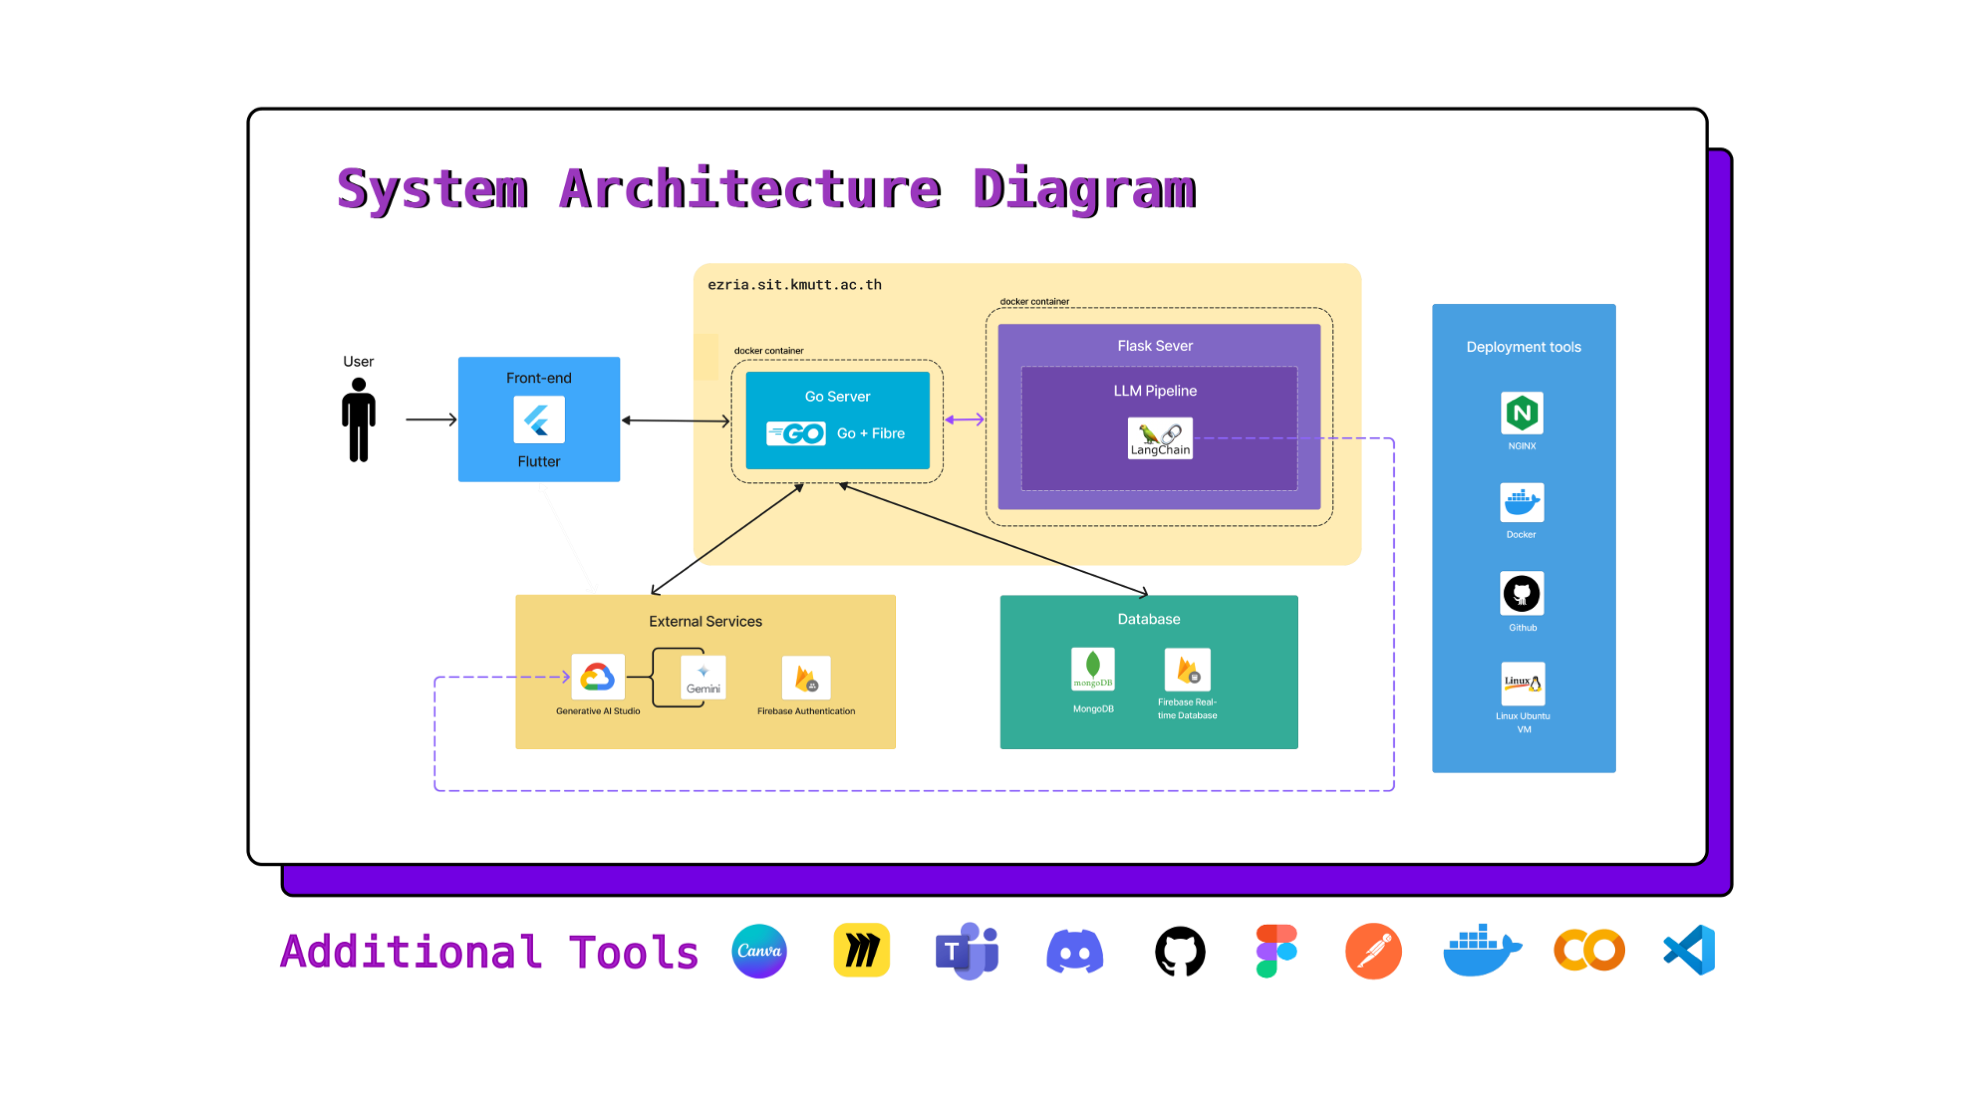 System Architecture Diagram
ezria.sit.kmutt.ac.th
docker container
Flask Sever
LLM Pipeline
LangChain
docker container
Go Server
GO
Go + Fibre
User
Front-end
Flutter
External Services
Generative AI Studio
Gemini
Firebase Authentication
Database
mongoDB
MongoDB
Firebase Real-
time Database
Deployment tools
N
NGINX
Docker
Github
Linux
Linux Ubuntu
VM
Additional Tools
Canva
T